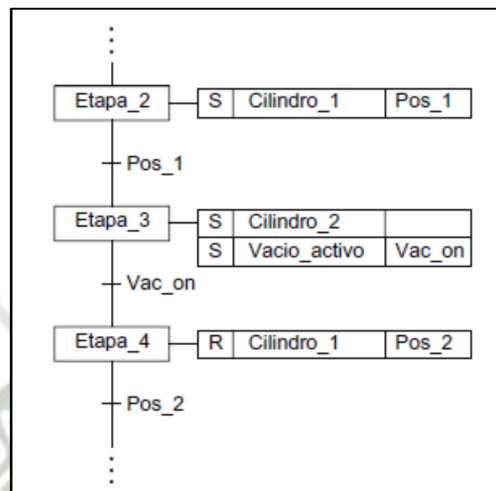 Etapa_2 S Cilindro_1 Pos_1
Pos_1
Etapa_3 S Cilindro_2
S Vacio_activo Vac_on
Vac_on
Etapa_4 R Cilindro_1 Pos_2
Pos_2